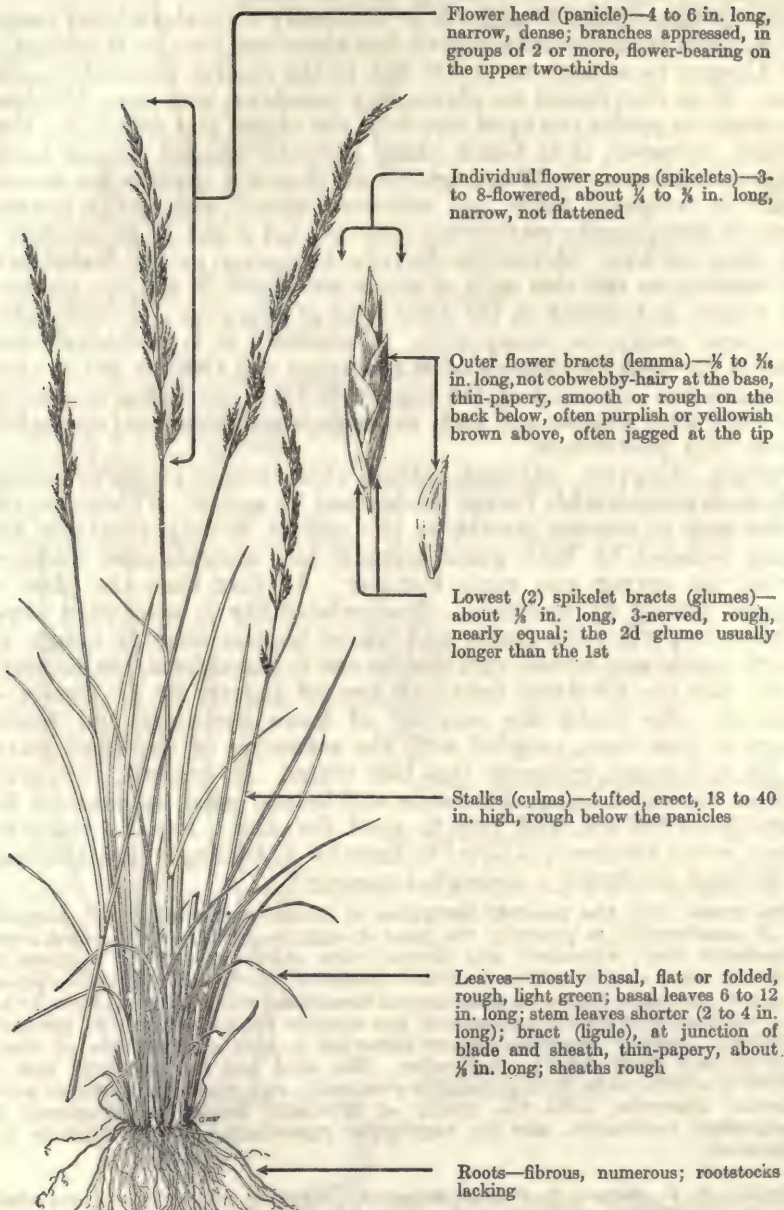 Flower head (panicle)—4 to 6 in. long,
narrow, dense; branches appressed, in
groups of 2 or more, flower-bearing on
the upper two-thirds
Individual flower groups (spikelets)—3-
to 8-flowered, about ¼ to ⅜ in. long,
narrow, not flattened
Outer flower bracts (lemma)—⅛ to 3/16
in. long, not cobwebby-hairy at the base,
thin-papery, smooth or rough on the
back below, often purplish or yellowish
brown above, often jagged at the tip
Lowest (2) spikelet bracts (glumes)—
about ⅛ in. long, 3-nerved, rough,
nearly equal; the 2d glume usually
longer than the 1st
Stalks (culms)—tufted, erect, 18 to 40
in. high, rough below the panicles
Leaves—mostly basal, flat or folded,
rough, light green; basal leaves 6 to 12
in. long; stem leaves shorter (2 to 4 in.
long); bract (ligule), at junction of
blade and sheath, thin-papery, about
⅛ in. long; sheaths rough
Roots—fibrous, numerous; rootstocks
lacking